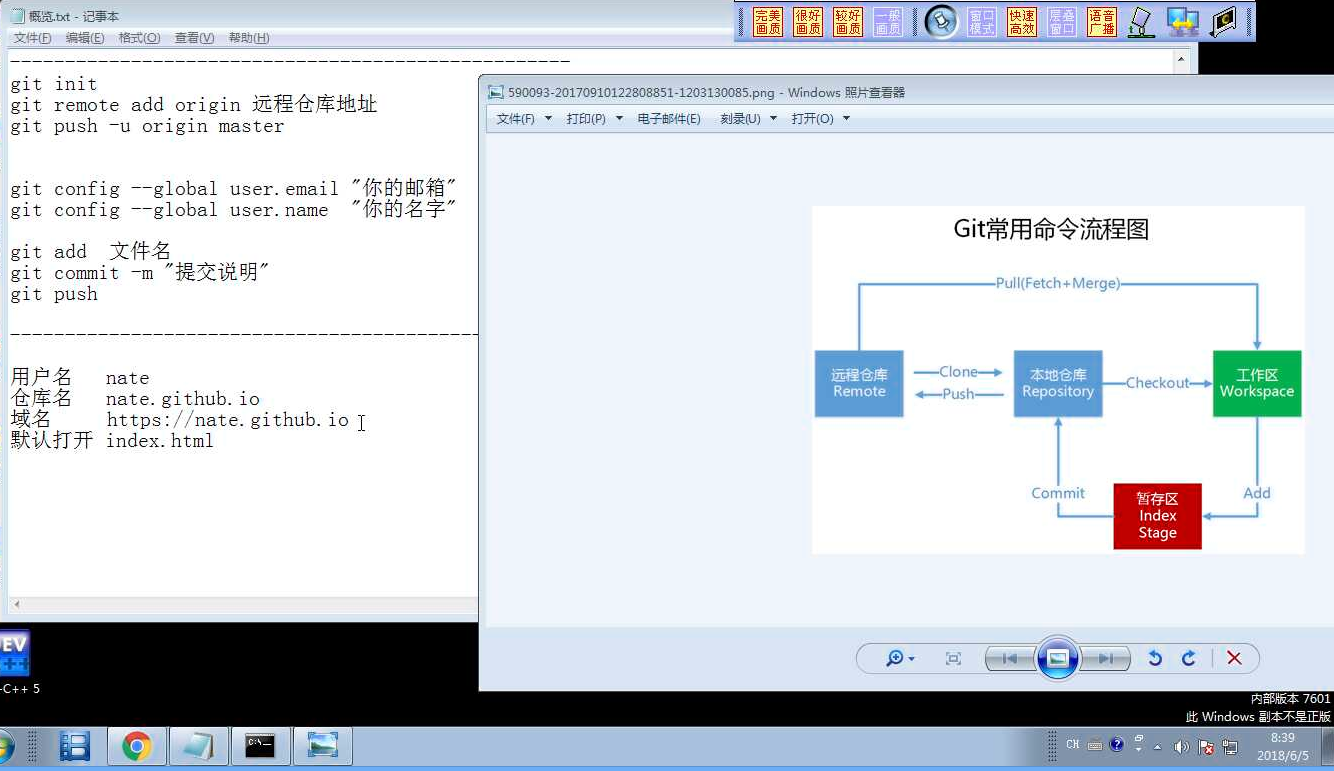 概览.txt - 记事本
文件(F) 编辑(E) 格式(O) 查看(V) 帮助(H)
完美画质 很好画质 较好画质 一般画质 窗口模式 快速高效 层叠窗口 语音广播
---------------------------------------------------
git init
git remote add origin 远程仓库地址
git push -u origin master
git config --global user.email "你的邮箱"
git config --global user.name "你的名字"
git add 文件名
git commit -m "提交说明"
git push
-------------------------------------------
用户名 nate
仓库名 nate.github.io
域名 https://nate.github.io
默认打开 index.html
590093-20170910122808851-1203130085.png - Windows 照片查看器
文件(F) 打印(P) 电子邮件(E) 刻录(U) 打开(O)
Git常用命令流程图
Pull(Fetch+Merge)
远程仓库
Remote
Clone
Push
本地仓库
Repository
Checkout
工作区
Workspace
Commit
暂存区
Index
Stage
Add
DEV
C++
-C++ 5
内部版本 7601
此 Windows 副本不是正版
C:\
CH
8:39
2018/6/5